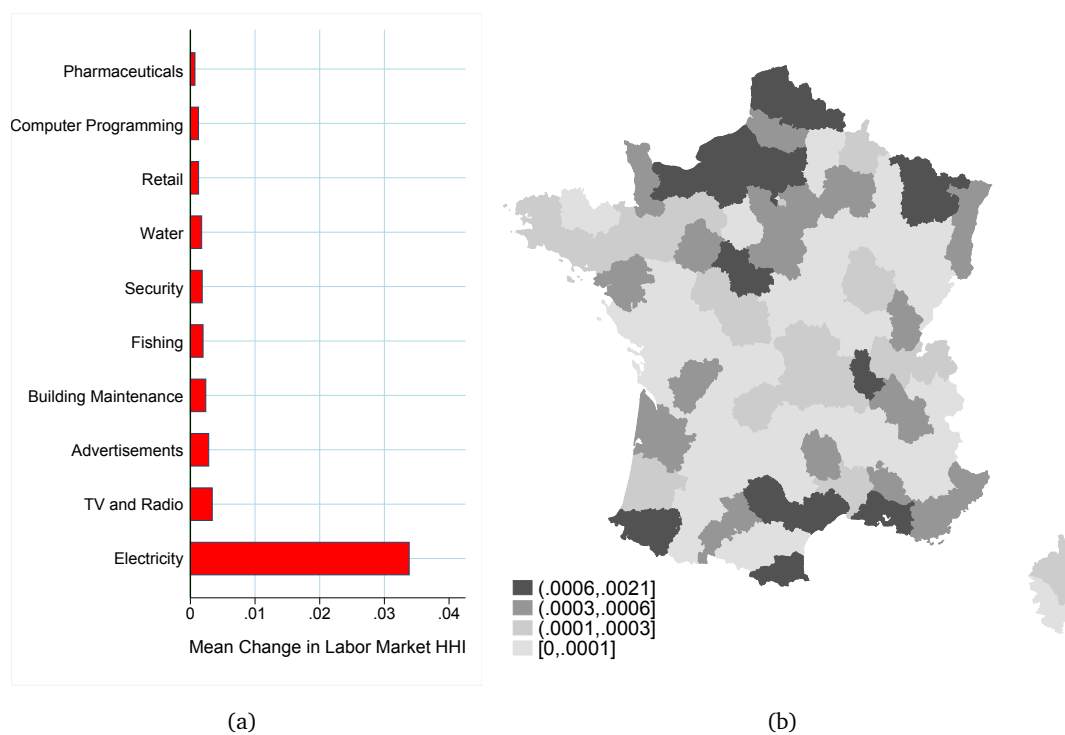 Pharmaceuticals
Computer Programming
Retail
Water
Security
Fishing
Building Maintenance
Advertisements
TV and Radio
Electricity
0 .01 .02 .03 .04
Mean Change in Labor Market HHI
(a)
(.0006,.0021]
(.0003,.0006]
(.0001,.0003]
[0,.0001]
(b)